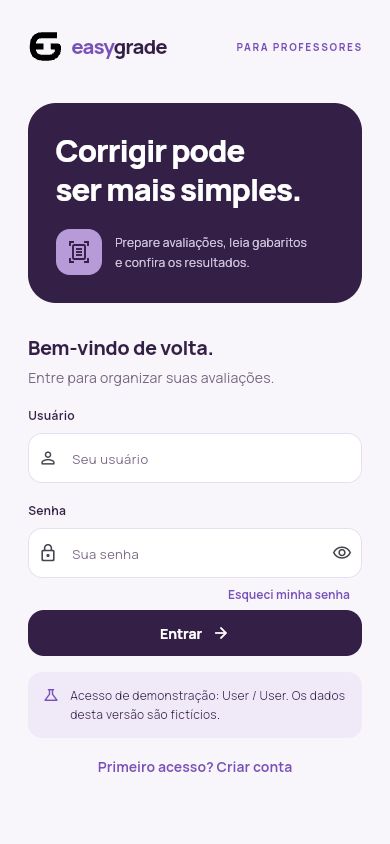 easygrade
PARA PROFESSORES
Corrigir pode
ser mais simples.
Prepare avaliações, leia gabaritos
e confira os resultados.
Bem-vindo de volta.
Entre para organizar suas avaliações.
Usuário
Seu usuário
Senha
Sua senha
Esqueci minha senha
Entrar
Acesso de demonstração: User / User. Os dados
desta versão são fictícios.
Primeiro acesso? Criar conta